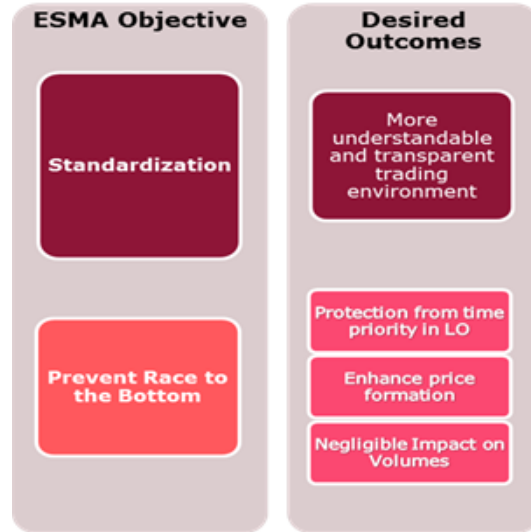 ESMA Objective
Standardization
Prevent Race to
the Bottom
Desired
Outcomes
More
understandable
and transparent
trading
environment
Protection from time
priority in LO
Enhance price
formation
Negligible Impact on
Volumes